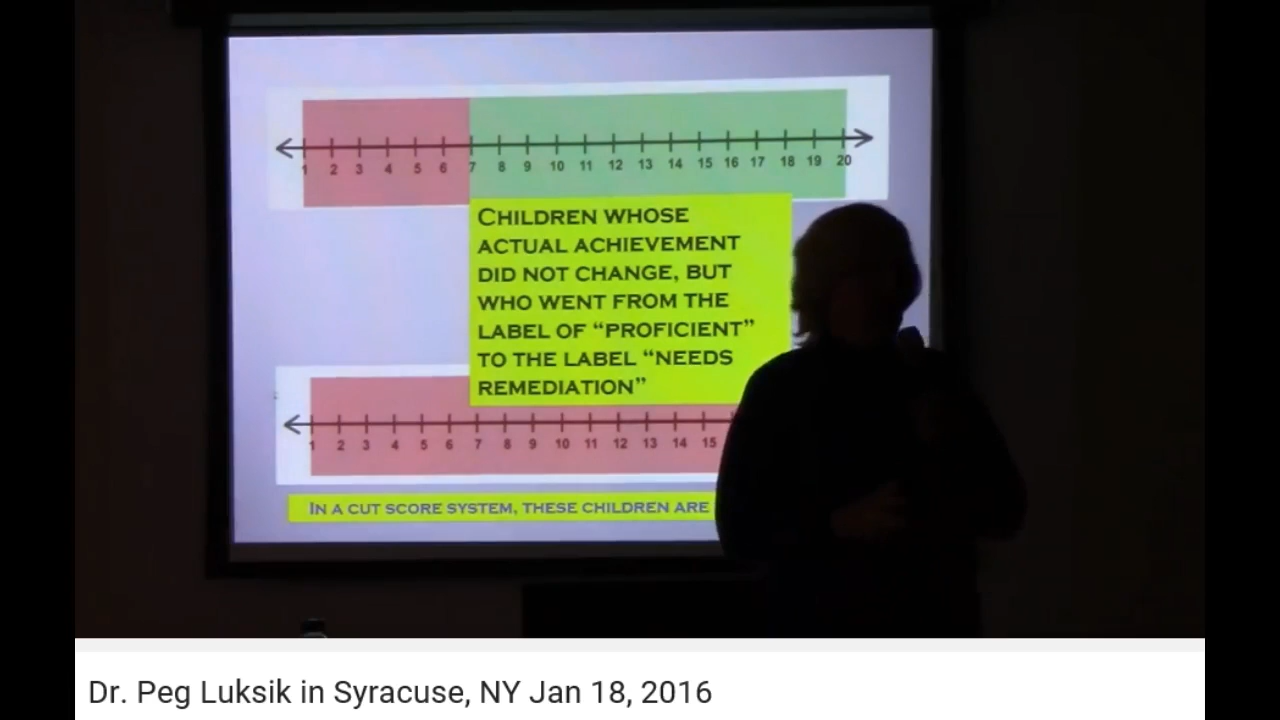 1 2 3 4 5 6 7 8 9 10 11 12 13 14 15 16 17 18 19 20
CHILDREN WHOSE
ACTUAL ACHIEVEMENT
DID NOT CHANGE, BUT
WHO WENT FROM THE
LABEL OF “PROFICIENT”
TO THE LABEL “NEEDS
REMEDIATION”
1 2 3 4 5 6 7 8 9 10 11 12 13 14 15
IN A CUT SCORE SYSTEM, THESE CHILDREN ARE
Dr. Peg Luksik in Syracuse, NY Jan 18, 2016